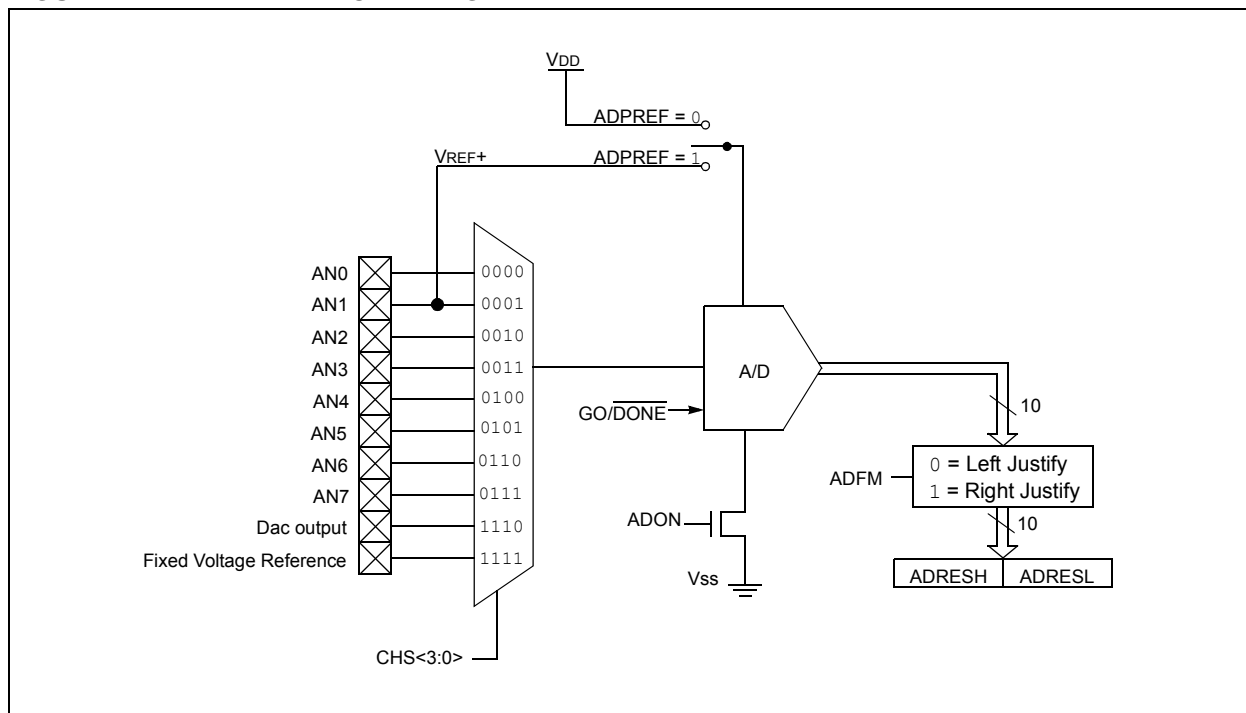 VDD
ADPREF = 0
VREF+
ADPREF = 1
AN0
0000
AN1
0001
AN2
0010
AN3
0011
A/D
AN4
0100
GO/DONE
10
AN5
0101
AN6
0110
0 = Left Justify
ADFM
1 = Right Justify
AN7
0111
ADON
10
Dac output
1110
Fixed Voltage Reference
1111
Vss
ADRESH
ADRESL
CHS<3:0>